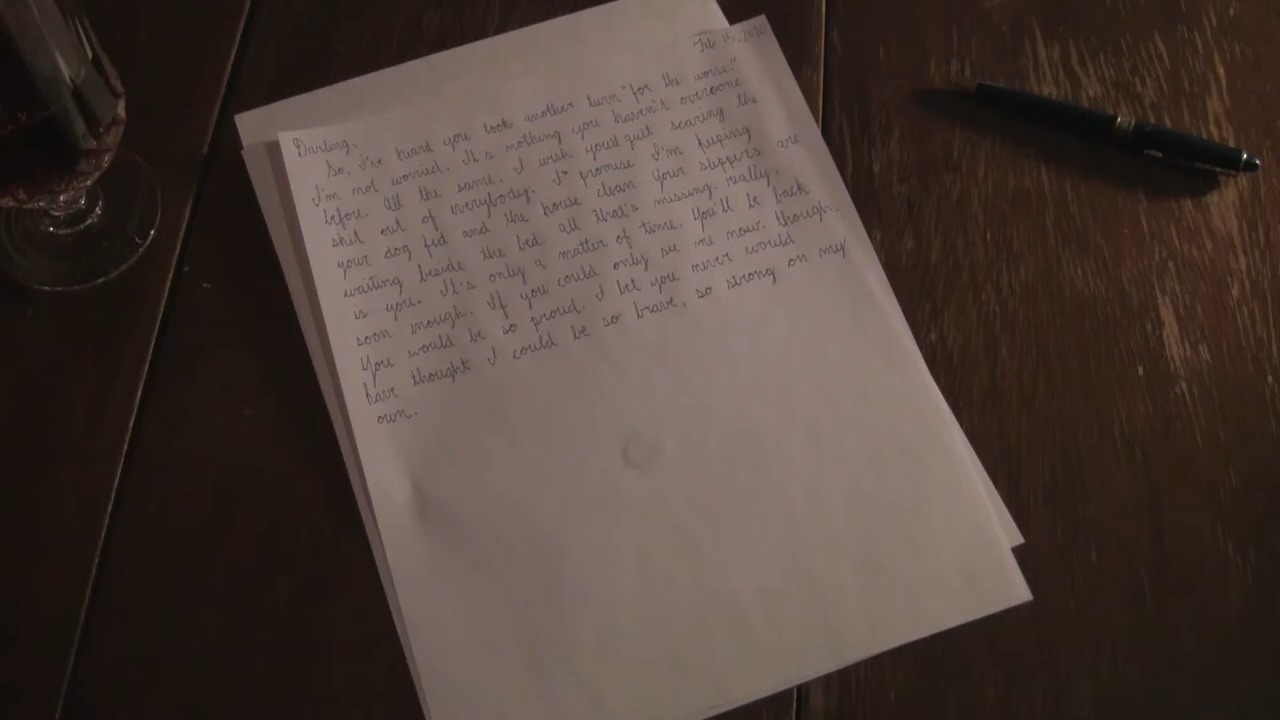 Feb 15, 2010
Darling,
So, I've heard you took another turn "for the worse."
I'm not worried. It's nothing you haven't overcome
before. All the same, I wish you'd quit scaring the
shit out of everybody. I promise I'm keeping
your dog fed and the house clean. Your slippers are
waiting beside the bed. All that's missing, really,
is you. It's only a matter of time. You'll be back
soon enough. If you could only see me now, though.
You would be so proud. I bet you never would
have thought I could be so brave, so strong on my
own.